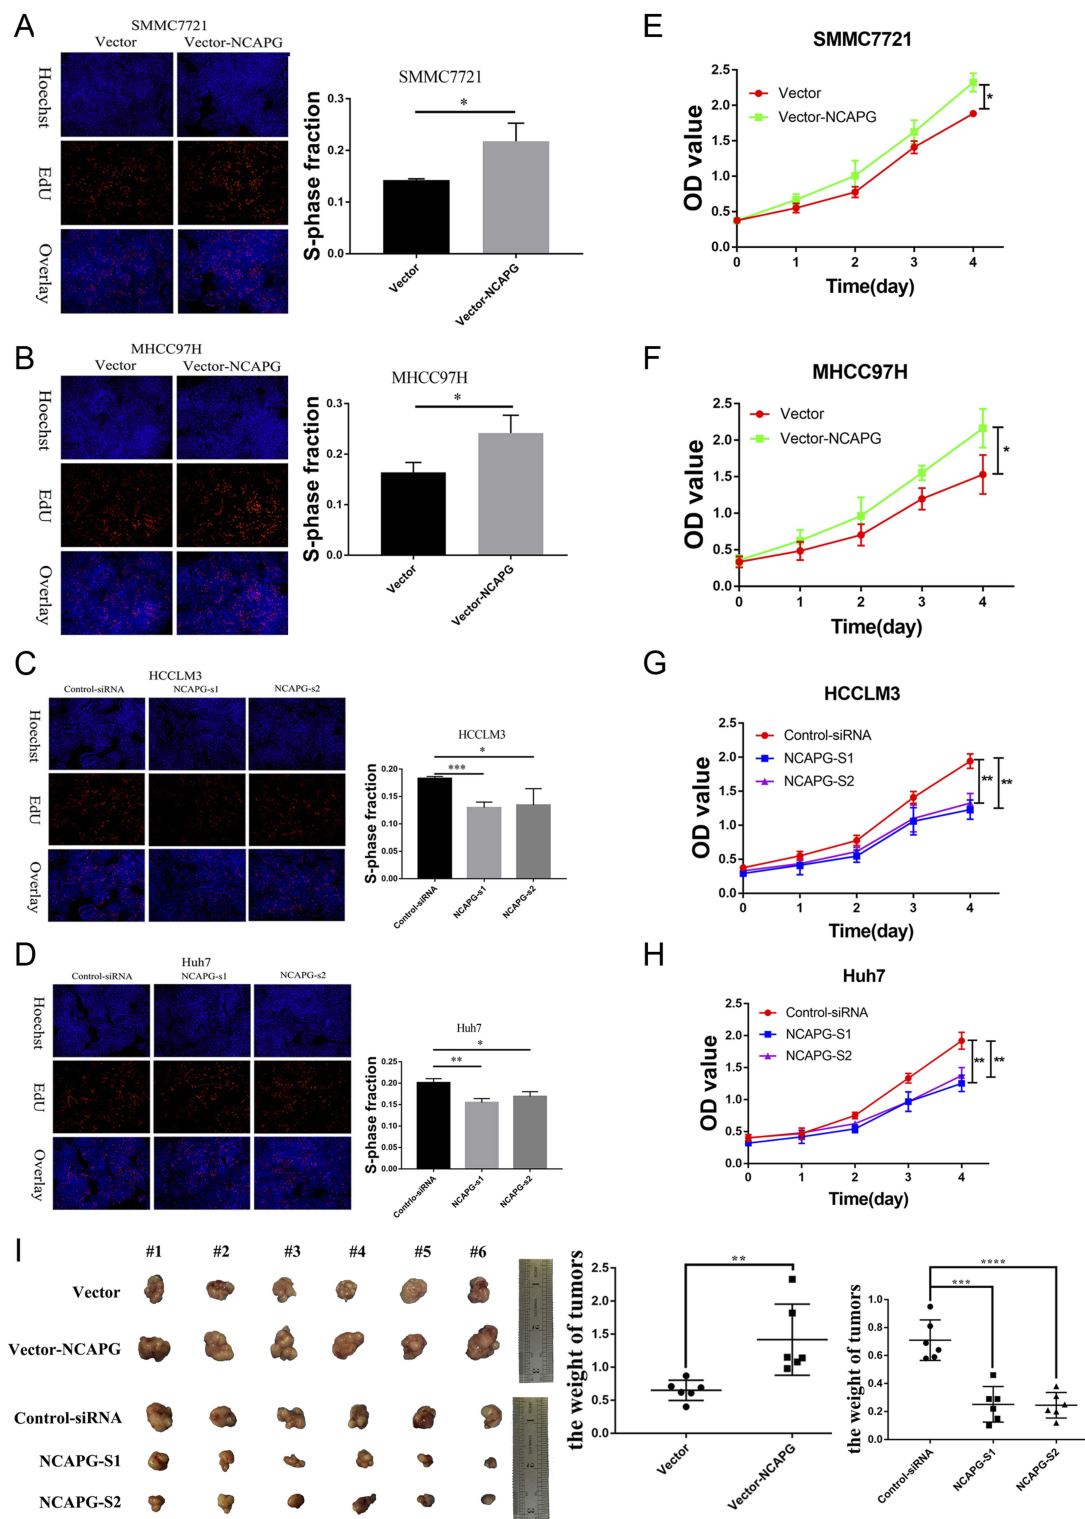 A
SMMC7721
Vector Vector-NCAPG
Hoechst
EdU
Overlay
SMMC7721
*
S-phase fraction
0.3
0.2
0.1
0.0
Vector
Vector-NCAPG
E
SMMC7721
Vector
Vector-NCAPG
*
OD value
2.5
2.0
1.5
1.0
0.5
0.0
0 1 2 3 4
Time(day)
B
MHCC97H
Vector Vector-NCAPG
Hoechst
EdU
Overlay
MHCC97H
*
S-phase fraction
0.3
0.2
0.1
0.0
Vector
Vector-NCAPG
F
MHCC97H
Vector
Vector-NCAPG
*
OD value
2.5
2.0
1.5
1.0
0.5
0.0
0 1 2 3 4
Time(day)
C
HCCLM3
Control-siRNA NCAPG-s1 NCAPG-s2
Hoechst
EdU
Overlay
HCCLM3
*
***
S-phase fraction
0.20
0.15
0.10
0.05
0.00
Control-siRNA
NCAPG-s1
NCAPG-s2
G
HCCLM3
Control-siRNA
NCAPG-S1
NCAPG-S2
** **
OD value
2.5
2.0
1.5
1.0
0.5
0.0
0 1 2 3 4
Time(day)
D
Huh7
Control-siRNA NCAPG-s1 NCAPG-s2
Hoechst
EdU
Overlay
Huh7
*
**
S-phase fraction
0.25
0.20
0.15
0.10
0.05
0.00
Contrlo-siRNA
NCAPG-s1
NCAPG-s2
H
Huh7
Control-siRNA
NCAPG-S1
NCAPG-S2
** **
OD value
2.5
2.0
1.5
1.0
0.5
0.0
0 1 2 3 4
Time(day)
I
#1 #2 #3 #4 #5 #6
Vector
Vector-NCAPG
Control-siRNA
NCAPG-S1
NCAPG-S2
1
2
3
1
2
3
**
the weight of tumors
2.5
2.0
1.5
1.0
0.5
0.0
Vector
Vector-NCAPG
****
***
the weight of tumors
1.0
0.8
0.6
0.4
0.2
0.0
Control-siRNA
NCAPG-S1
NCAPG-S2